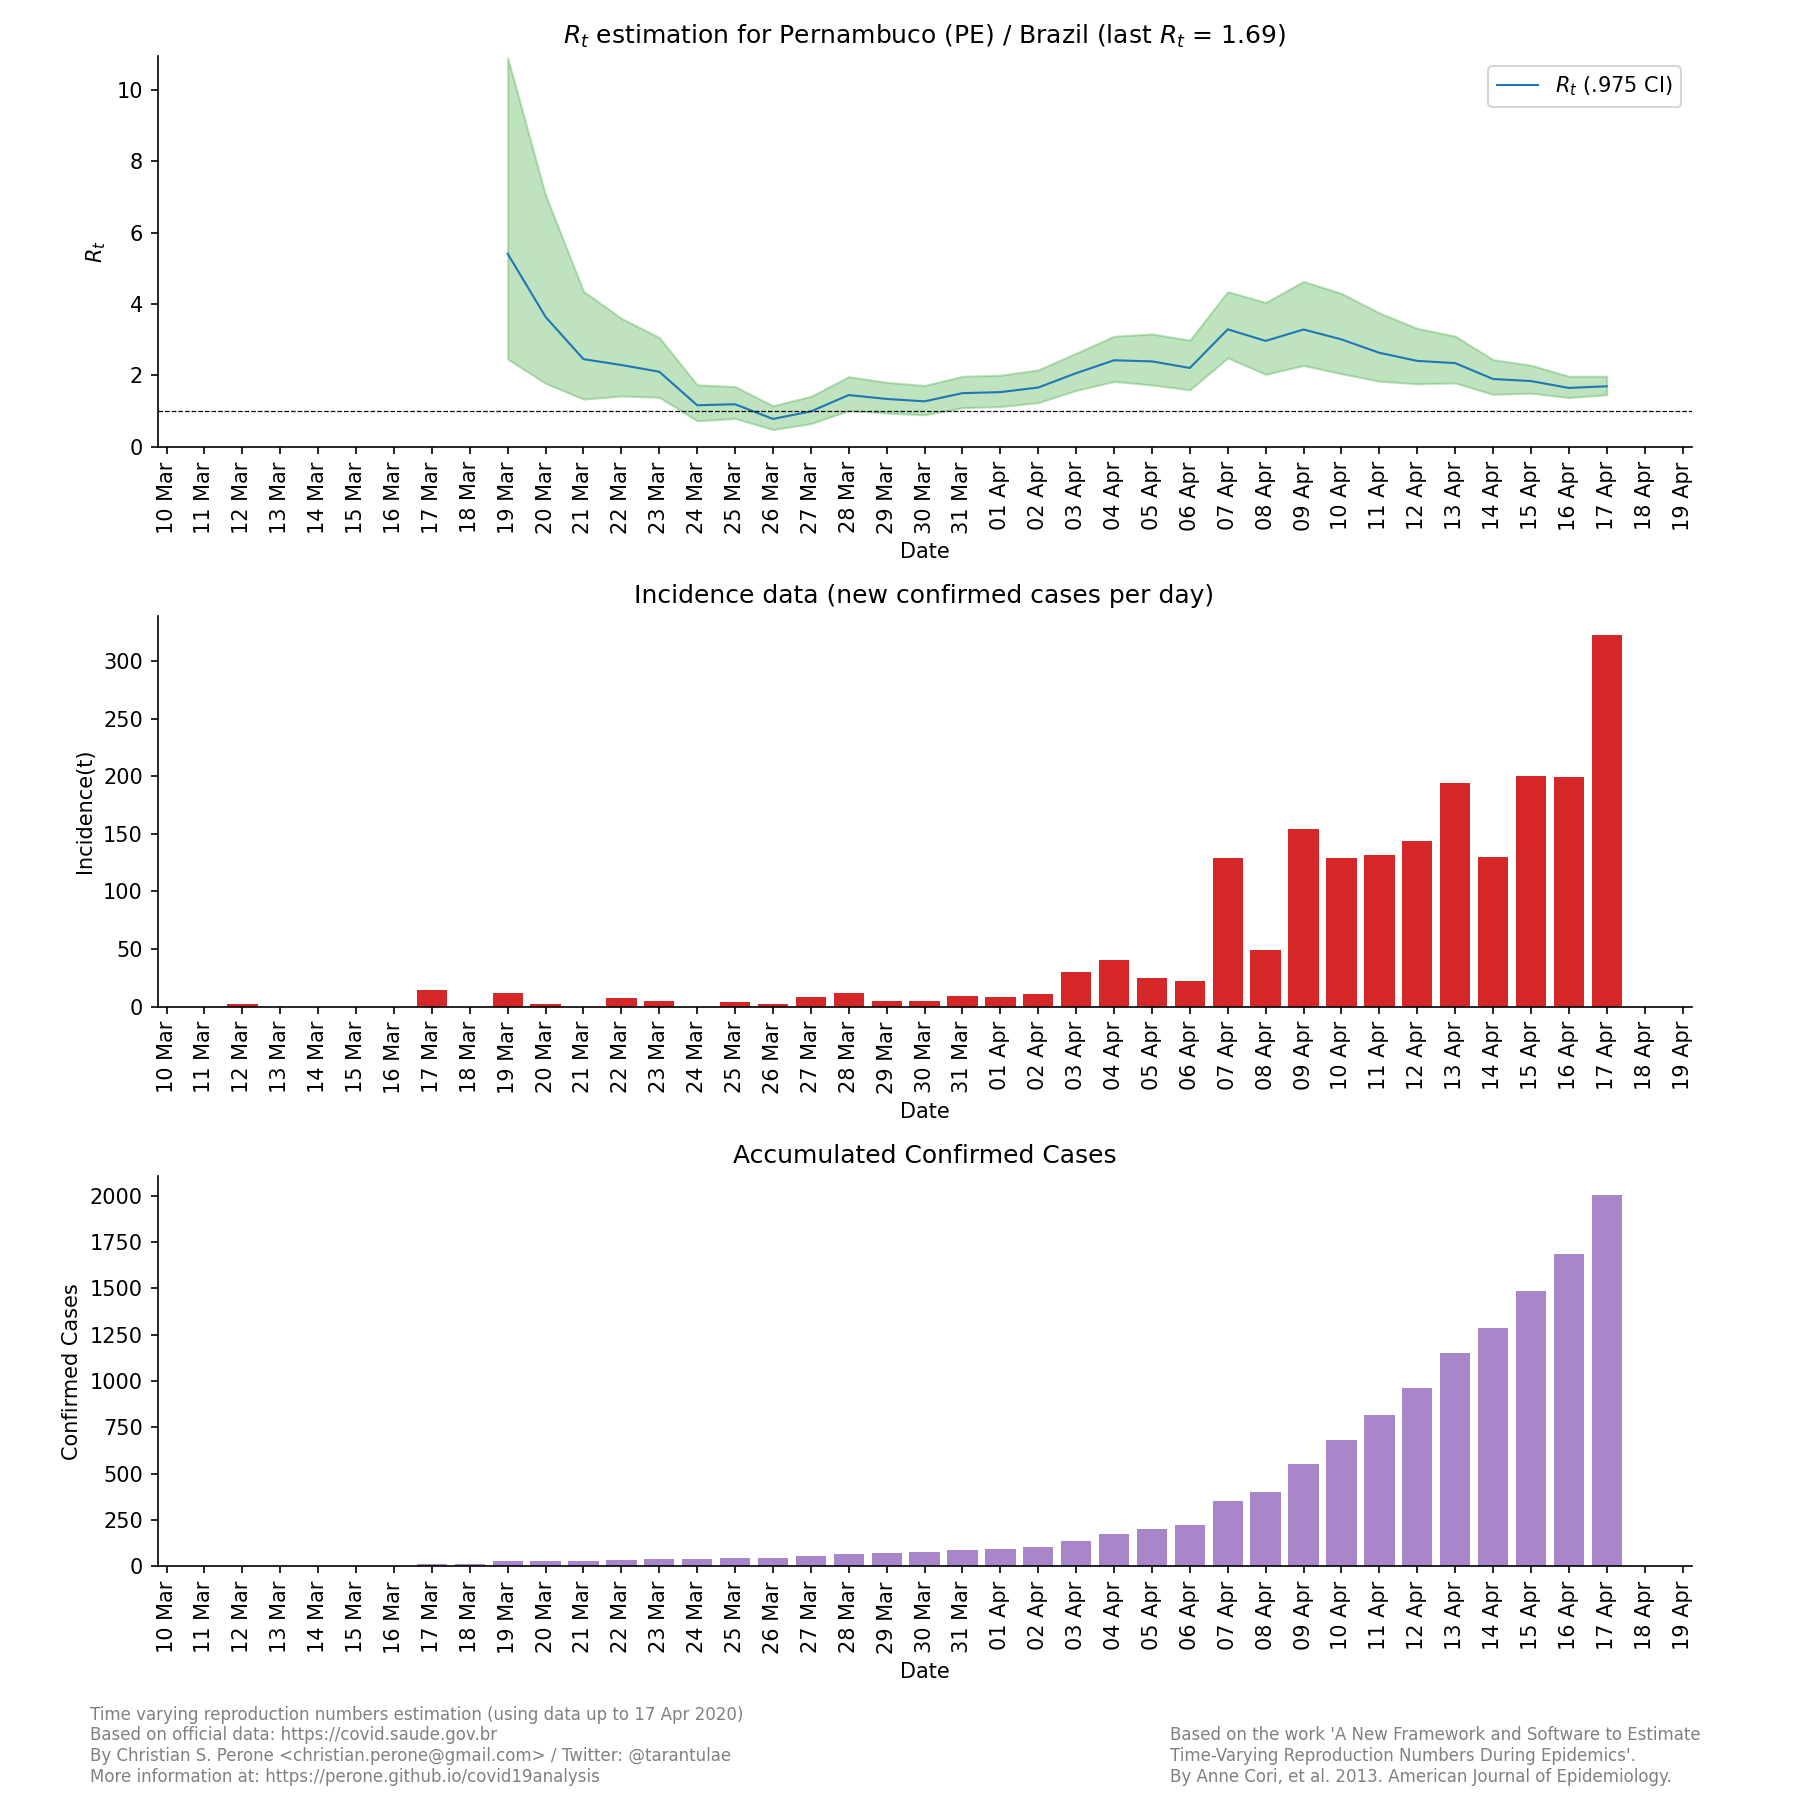 R_t estimation for Pernambuco (PE) / Brazil (last R_t = 1.69)
R_t (.975 CI)
10
8
6
4
2
0
R_t
10 Mar 11 Mar 12 Mar 13 Mar 14 Mar 15 Mar 16 Mar 17 Mar 18 Mar 19 Mar 20 Mar 21 Mar 22 Mar 23 Mar 24 Mar 25 Mar 26 Mar 27 Mar 28 Mar 29 Mar 30 Mar 31 Mar 01 Apr 02 Apr 03 Apr 04 Apr 05 Apr 06 Apr 07 Apr 08 Apr 09 Apr 10 Apr 11 Apr 12 Apr 13 Apr 14 Apr 15 Apr 16 Apr 17 Apr 18 Apr 19 Apr
Date
Incidence data (new confirmed cases per day)
300
250
200
150
100
50
0
Incidence(t)
10 Mar 11 Mar 12 Mar 13 Mar 14 Mar 15 Mar 16 Mar 17 Mar 18 Mar 19 Mar 20 Mar 21 Mar 22 Mar 23 Mar 24 Mar 25 Mar 26 Mar 27 Mar 28 Mar 29 Mar 30 Mar 31 Mar 01 Apr 02 Apr 03 Apr 04 Apr 05 Apr 06 Apr 07 Apr 08 Apr 09 Apr 10 Apr 11 Apr 12 Apr 13 Apr 14 Apr 15 Apr 16 Apr 17 Apr 18 Apr 19 Apr
Date
Accumulated Confirmed Cases
2000
1750
1500
1250
1000
750
500
250
0
Confirmed Cases
10 Mar 11 Mar 12 Mar 13 Mar 14 Mar 15 Mar 16 Mar 17 Mar 18 Mar 19 Mar 20 Mar 21 Mar 22 Mar 23 Mar 24 Mar 25 Mar 26 Mar 27 Mar 28 Mar 29 Mar 30 Mar 31 Mar 01 Apr 02 Apr 03 Apr 04 Apr 05 Apr 06 Apr 07 Apr 08 Apr 09 Apr 10 Apr 11 Apr 12 Apr 13 Apr 14 Apr 15 Apr 16 Apr 17 Apr 18 Apr 19 Apr
Date
Time varying reproduction numbers estimation (using data up to 17 Apr 2020)
Based on official data: https://covid.saude.gov.br
By Christian S. Perone <christian.perone@gmail.com> / Twitter: @tarantulae
More information at: https://perone.github.io/covid19analysis
Based on the work 'A New Framework and Software to Estimate
Time-Varying Reproduction Numbers During Epidemics'.
By Anne Cori, et al. 2013. American Journal of Epidemiology.